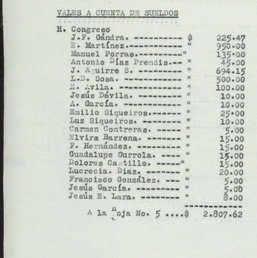 VALES A CUENTA DE SUELDOS
H. Congreso
J.F. Gándra. ---------- $ 225.47
E. Martínez. ---------- " 950.00
Manuel Porras. -------- " 135.00
Antonio Díaz Prendis. - " 45.00
J. Aguirre S. --------- " 694.15
L.D. Sosa. ------------ " 500.00
E. Ávila. ------------- " 100.00
Jesús Dávila. --------- " 10.00
A. García. ------------ " 10.00
Emilio Siqueiros. ----- " 25.00
Luz Siqueiros. -------- " 10.00
Carmen Contreras. ----- " 5.00
Elvira Barrena. ------- " 15.00
F. Hernández. --------- " 15.00
Guadalupe Gurrola. ---- " 15.00
Dolores Castillo. ----- " 15.00
Lucrecia Díaz. -------- " 20.00
Francisco González. --- " 5.00
Jesús García. --------- " 5.00
Jesús E. Lara. -------- " 8.00
A la Hoja No. 5 ....$ 2.807.62